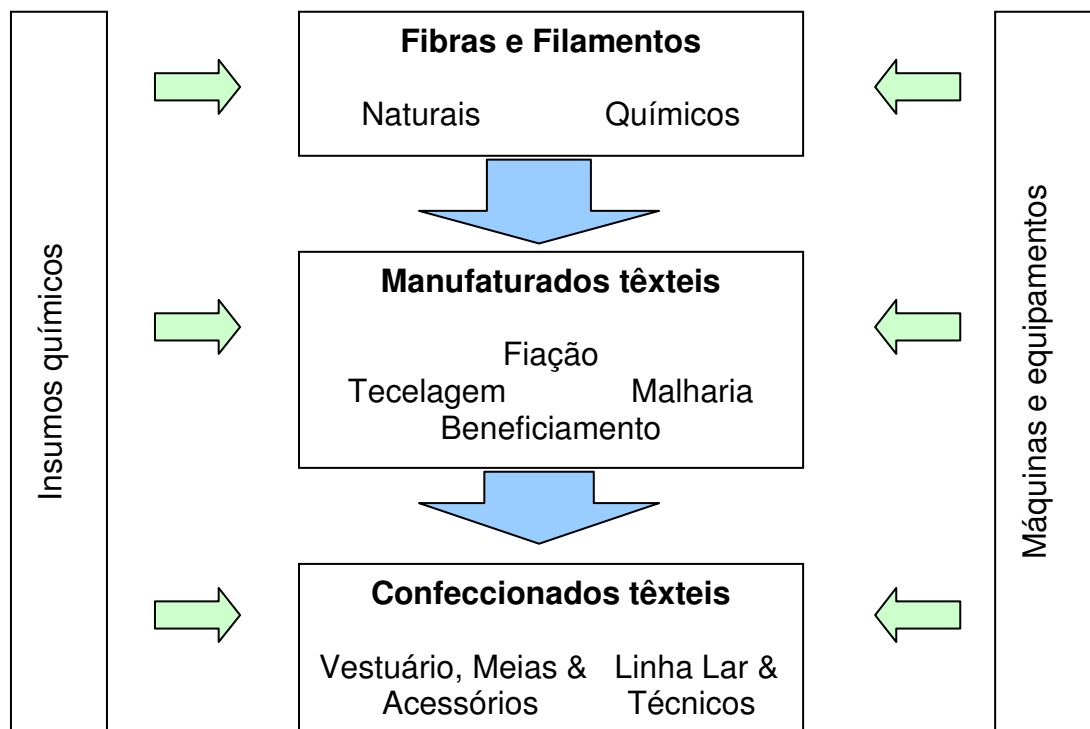 Insumos químicos
Fibras e Filamentos
Naturais Químicos
Manufaturados têxteis
Fiação
Tecelagem Malharia
Beneficiamento
Confeccionados têxteis
Vestuário, Meias & Linha Lar &
Acessórios Técnicos
Máquinas e equipamentos